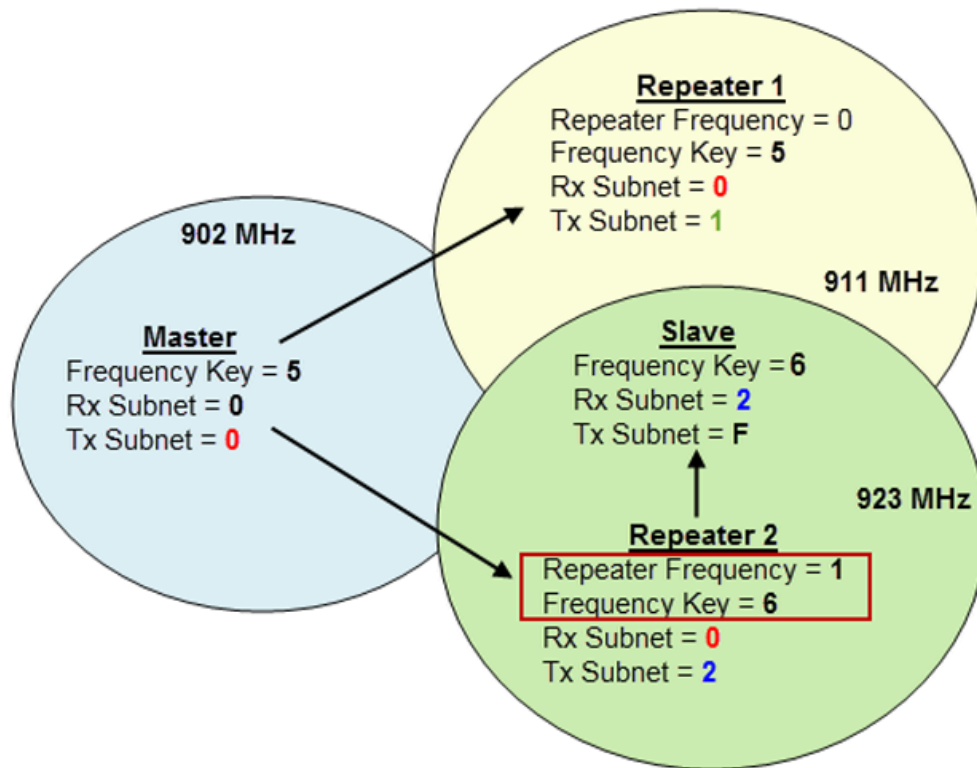 902 MHz
Master
Frequency Key = 5
Rx Subnet = 0
Tx Subnet = 0
Repeater 1
Repeater Frequency = 0
Frequency Key = 5
Rx Subnet = 0
Tx Subnet = 1
911 MHz
Slave
Frequency Key = 6
Rx Subnet = 2
Tx Subnet = F
923 MHz
Repeater 2
Repeater Frequency = 1
Frequency Key = 6
Rx Subnet = 0
Tx Subnet = 2